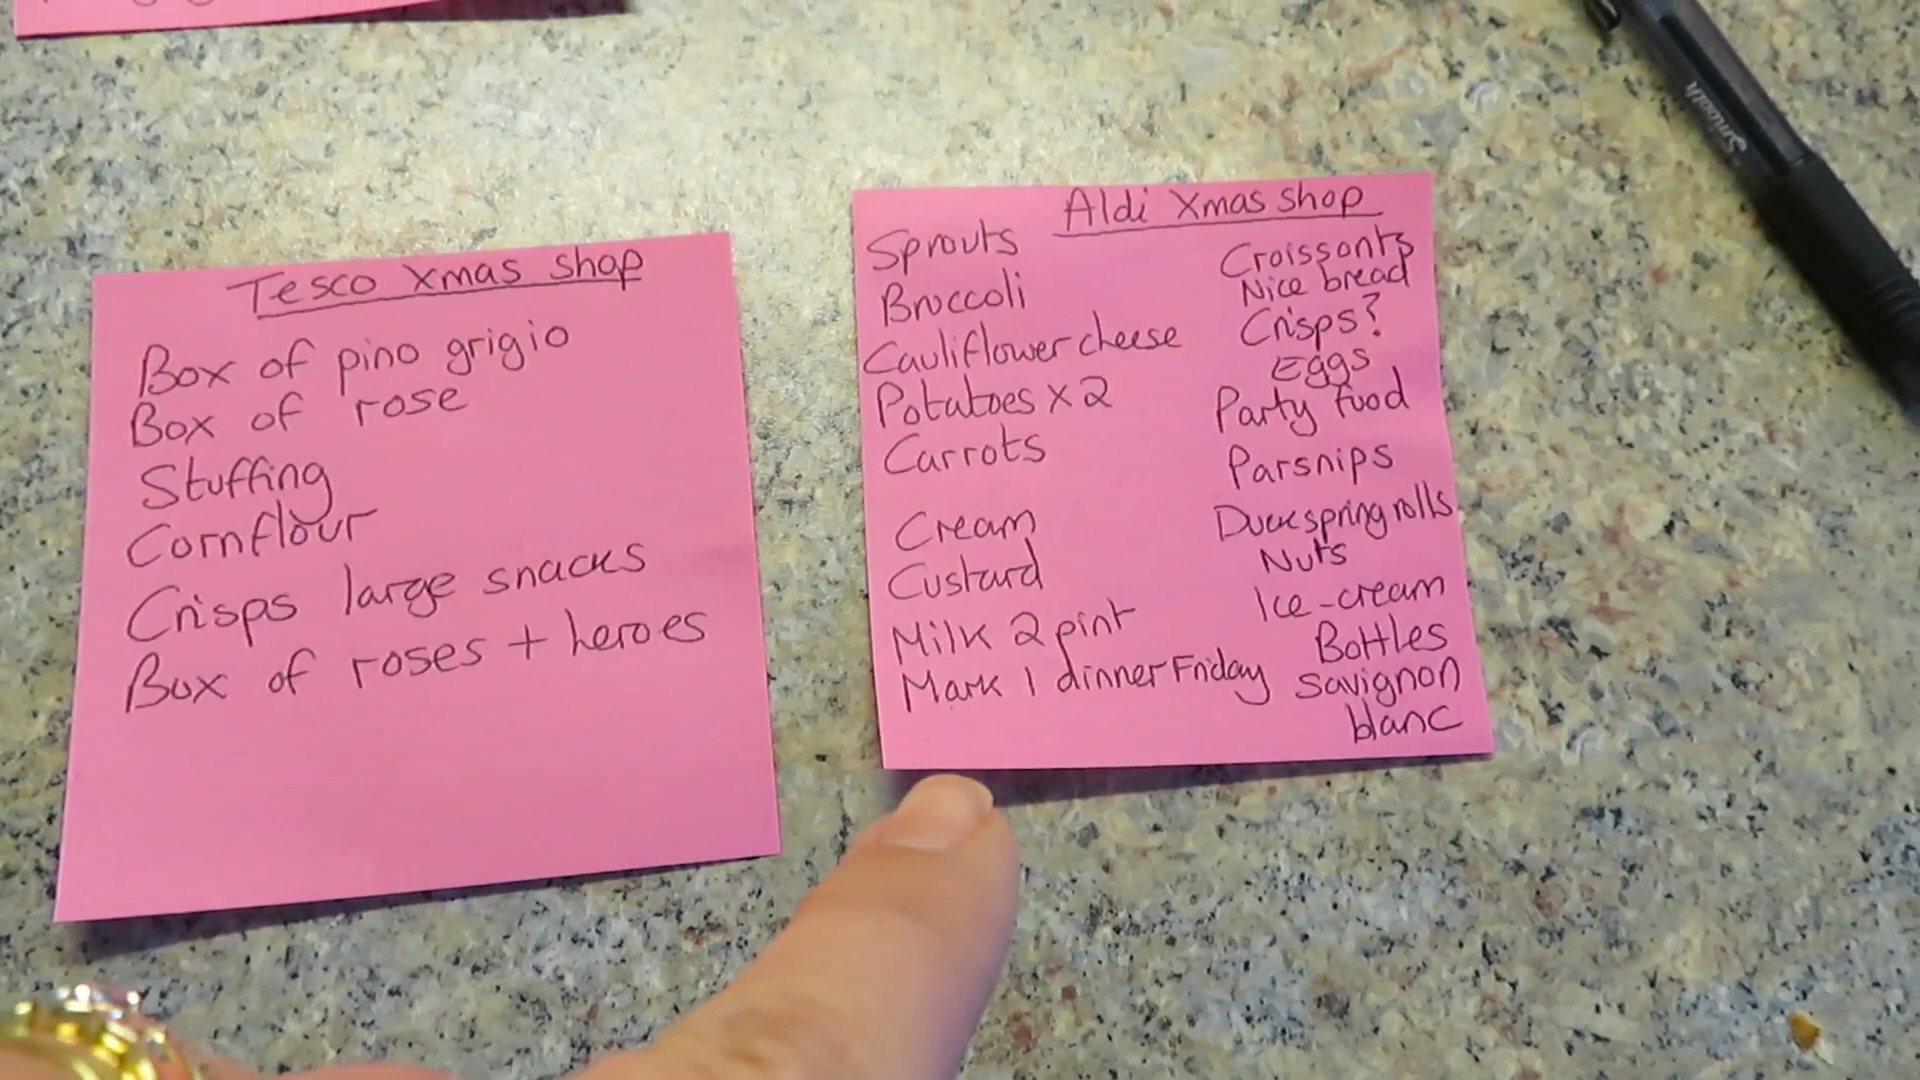 Tesco Xmas shop
Box of pino grigio
Box of rose
Stuffing
Cornflour
Crisps large snacks
Box of roses + heroes
Aldi Xmas shop
Sprouts
Broccoli
Cauliflower cheese
Potatoes x 2
Carrots
Cream
Custard
Milk 2 pint
Mark 1 dinner Friday
Croissants
Nice bread
Crisps?
Eggs
Party food
Parsnips
Duck spring rolls
Nuts
Ice-cream
Bottles
Savignon
blanc
Smooth